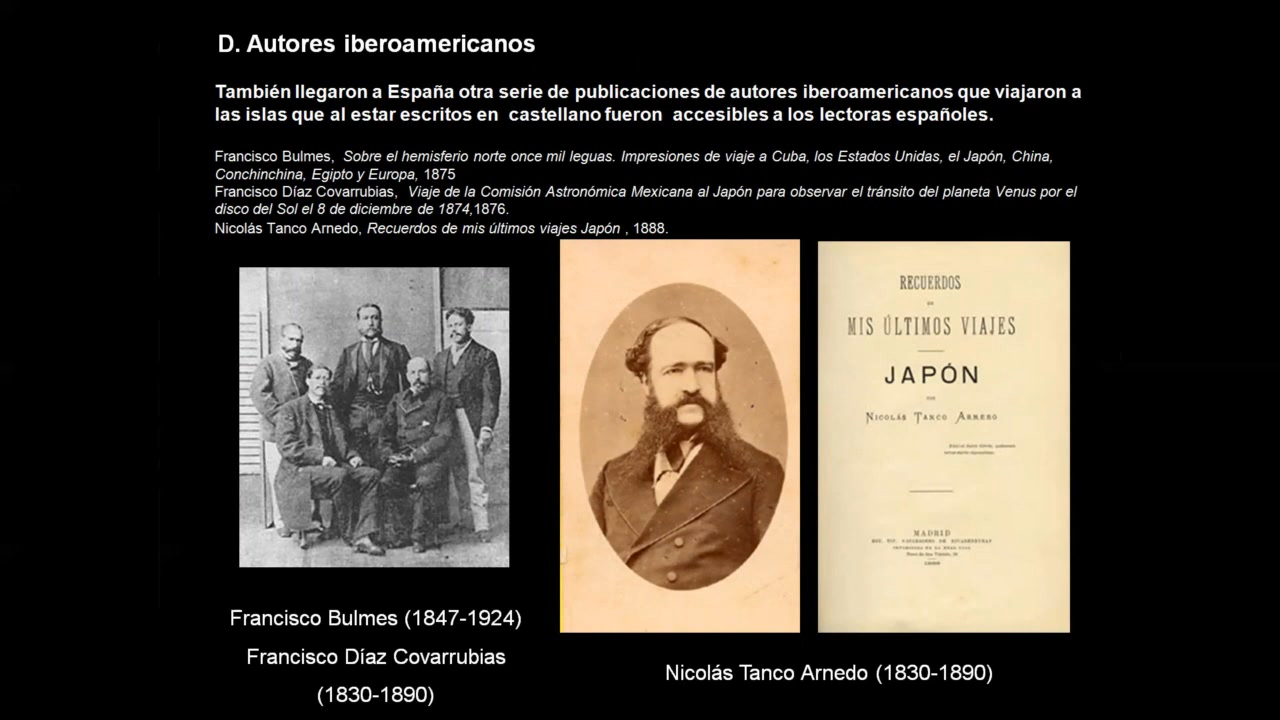 D. Autores iberoamericanos
También llegaron a España otra serie de publicaciones de autores iberoamericanos que viajaron a
las islas que al estar escritos en castellano fueron accesibles a los lectoras españoles.
Francisco Bulmes, Sobre el hemisferio norte once mil leguas. Impresiones de viaje a Cuba, los Estados Unidas, el Japón, China,
Conchinchina, Egipto y Europa, 1875
Francisco Díaz Covarrubias, Viaje de la Comisión Astronómica Mexicana al Japón para observar el tránsito del planeta Venus por el
disco del Sol el 8 de diciembre de 1874,1876.
Nicolás Tanco Arnedo, Recuerdos de mis últimos viajes Japón , 1888.
RECUERDOS
DE
MIS ÚLTIMOS VIAJES
JAPÓN
POR
NICOLÁS TANCO ARMERO
MADRID
1888
Francisco Bulmes (1847-1924)
Francisco Díaz Covarrubias
(1830-1890)
Nicolás Tanco Arnedo (1830-1890)